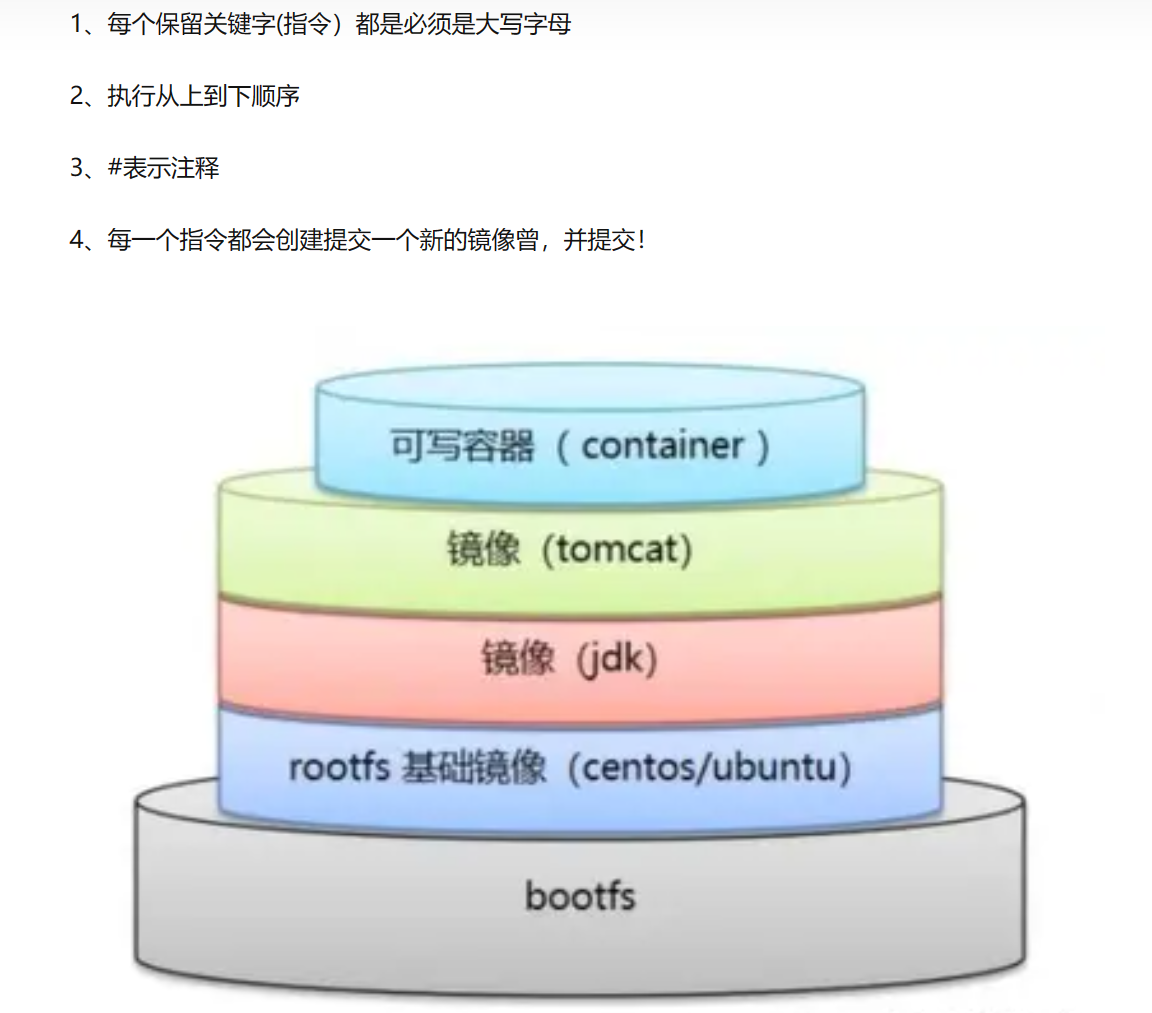 1、每个保留关键字(指令）都是必须是大写字母
2、执行从上到下顺序
3、#表示注释
4、每一个指令都会创建提交一个新的镜像曾，并提交！
可写容器（ container ）
镜像（tomcat）
镜像（jdk）
rootfs 基础镜像（centos/ubuntu）
bootfs